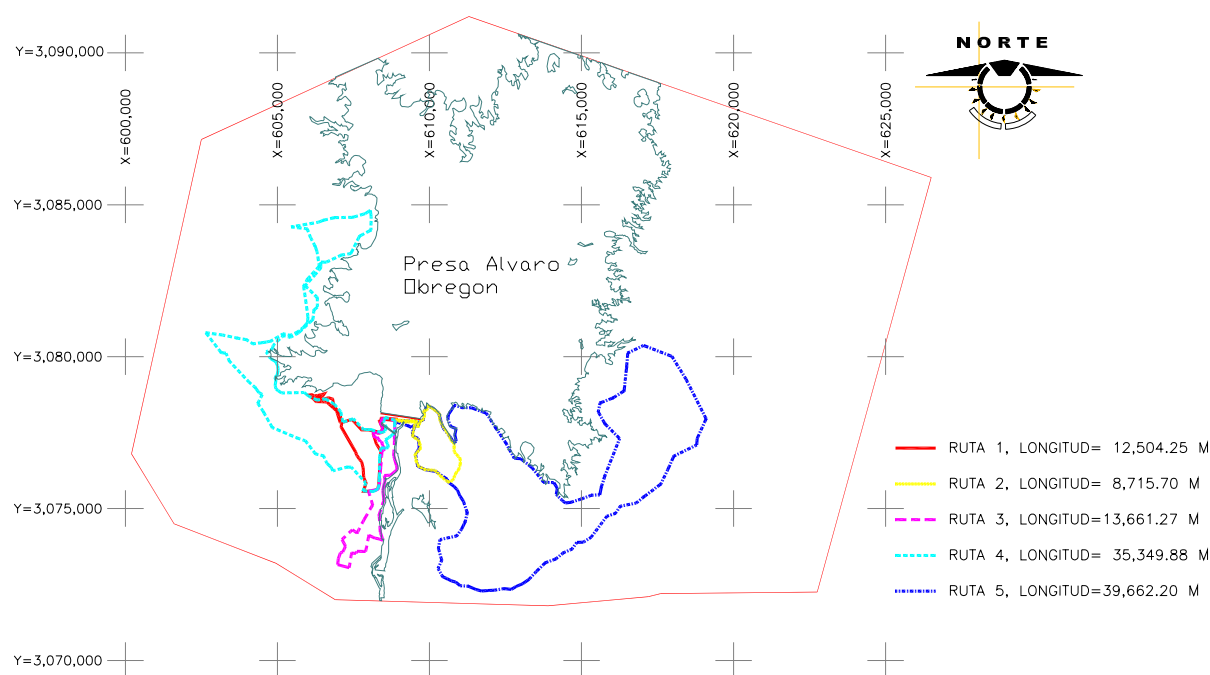 NORTE
Y=3,090,000
X=600,000
X=605,000
X=610,000
X=615,000
X=620,000
X=625,000
Y=3,085,000
Presa Alvaro
Obregon
Y=3,080,000
Y=3,075,000
Y=3,070,000
RUTA 1, LONGITUD= 12,504.25 M
RUTA 2, LONGITUD= 8,715.70 M
RUTA 3, LONGITUD=13,661.27 M
RUTA 4, LONGITUD= 35,349.88 M
RUTA 5, LONGITUD=39,662.20 M